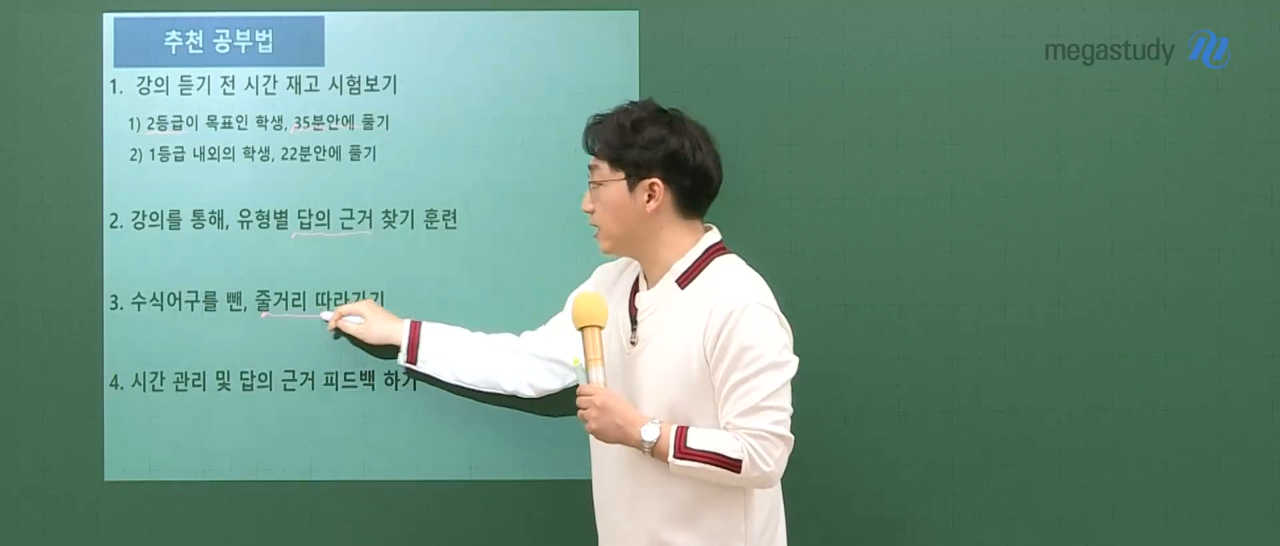 추천 공부법
megastudy
1. 강의 듣기 전 시간 재고 시험보기
1) 2등급이 목표인 학생, 35분안에 풀기
2) 1등급 내외의 학생, 22분안에 풀기
2. 강의를 통해, 유형별 답의 근거 찾기 훈련
3. 수식어구를 뺀, 줄거리 따라가기
4. 시간 관리 및 답의 근거 피드백 하기